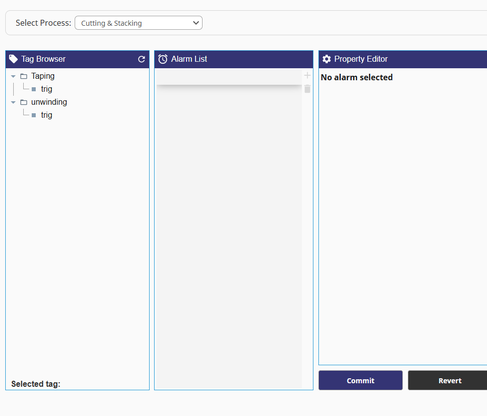 Select Process: Cutting & Stacking
Tag Browser
Taping
trig
unwinding
trig
Selected tag:
Alarm List
+
Property Editor
No alarm selected
Commit
Revert